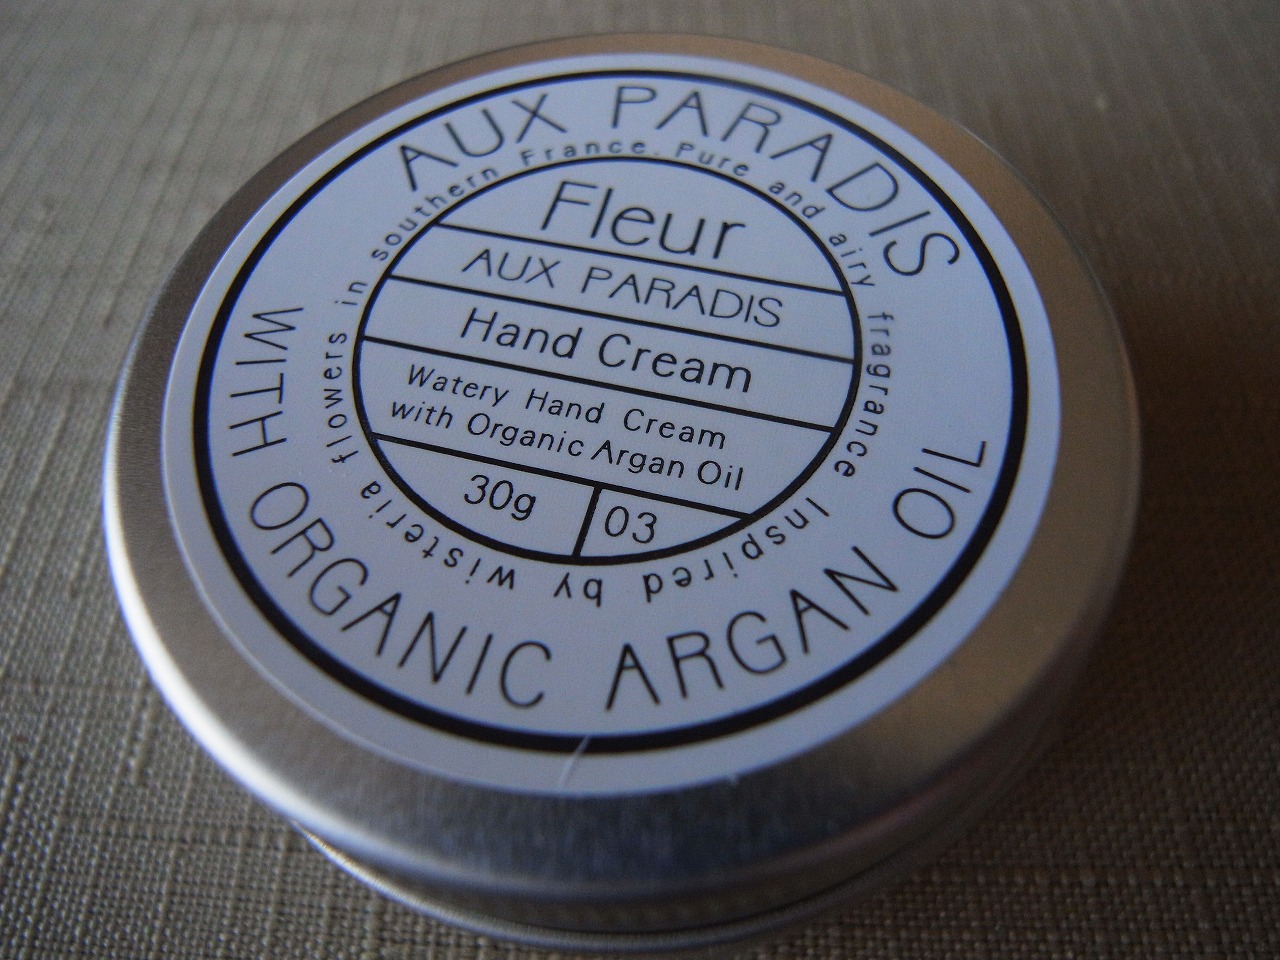 AUX PARADIS
WITH ORGANIC ARGAN OIL
Pure and airy fragrance Inspired by wisteria flowers in southern France.
Fleur
AUX PARADIS
Hand Cream
Watery Hand Cream
with Organic Argan Oil
30g
03